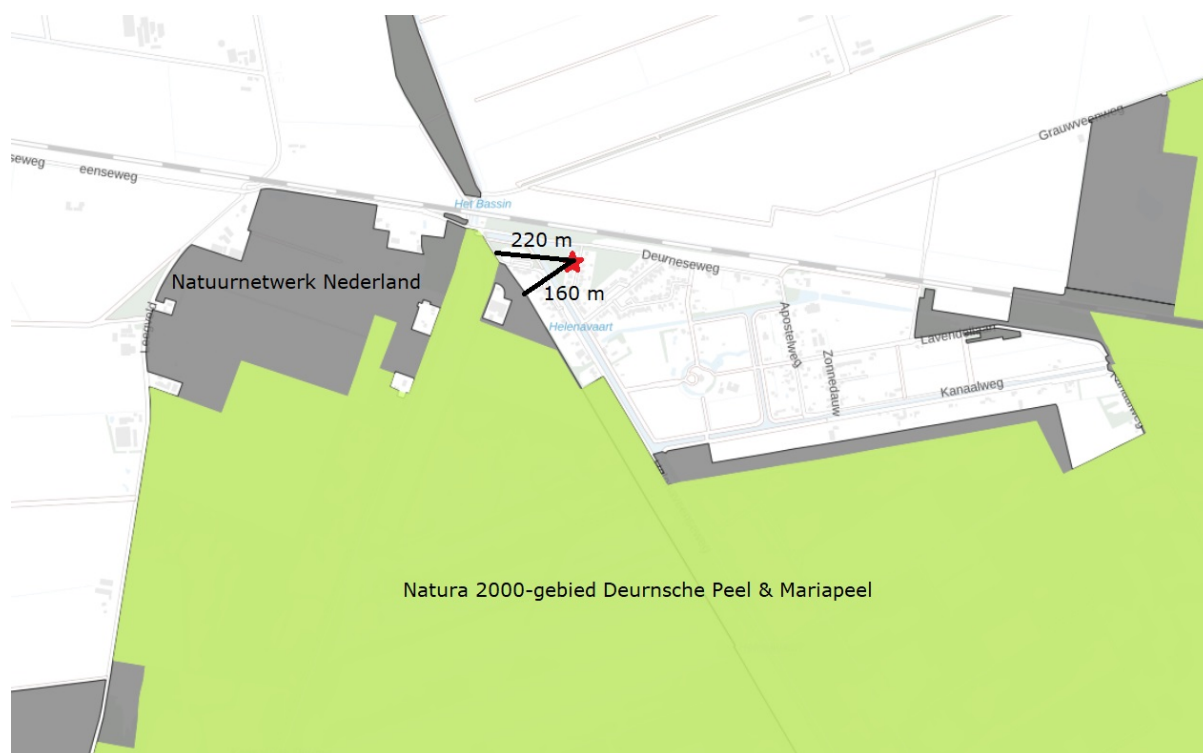 Grauwveenweg
seweg
eenseweg
Het Bassin
220 m
Deurneseweg
Natuurnetwerk Nederland
160 m
Helenavaart
Apostelweg
Zonnedauw
Kanaalweg
Natura 2000-gebied Deurnsche Peel & Mariapeel